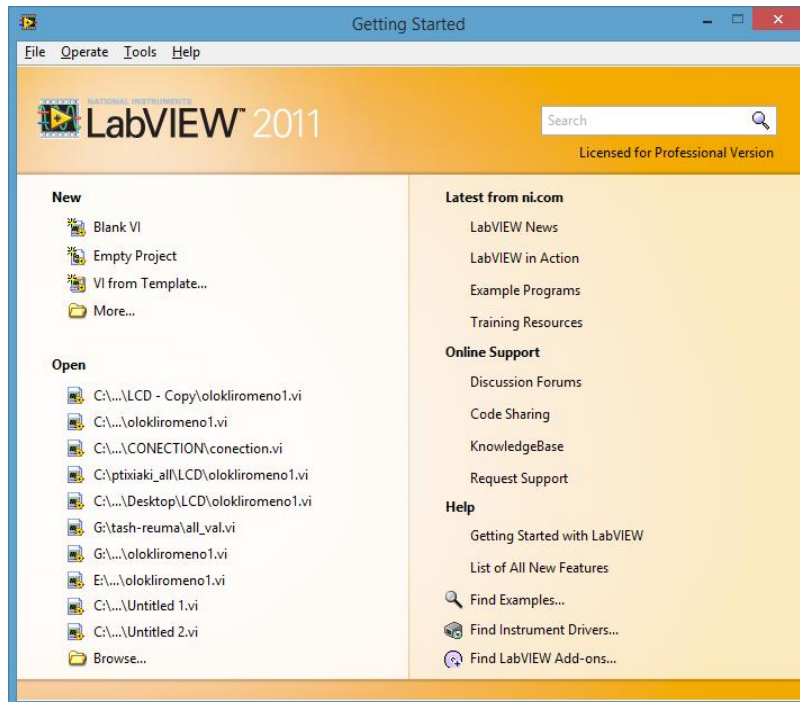 Getting Started
File Operate Tools Help
NATIONAL INSTRUMENTS
LabVIEW™ 2011
Search
Licensed for Professional Version
New
Blank VI
Empty Project
VI from Template...
More...
Open
C:\...\LCD - Copy\olokliromeno1.vi
C:\...\olokliromeno1.vi
C:\...\CONECTION\conection.vi
C:\ptixiaki_all\LCD\olokliromeno1.vi
C:\...\Desktop\LCD\olokliromeno1.vi
G:\tash-reuma\all_val.vi
G:\...\olokliromeno1.vi
E:\...\olokliromeno1.vi
C:\...\Untitled 1.vi
C:\...\Untitled 2.vi
Browse...
Latest from ni.com
LabVIEW News
LabVIEW in Action
Example Programs
Training Resources
Online Support
Discussion Forums
Code Sharing
KnowledgeBase
Request Support
Help
Getting Started with LabVIEW
List of All New Features
Find Examples...
Find Instrument Drivers...
Find LabVIEW Add-ons...